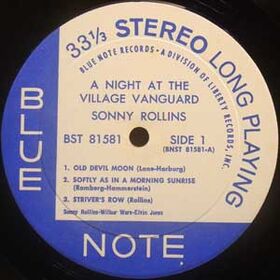 33 1/3 STEREO LONG PLAYING
BLUE NOTE RECORDS • A DIVISION OF LIBERTY RECORDS, INC.
A NIGHT AT THE
VILLAGE VANGUARD
SONNY ROLLINS
BST 81581 SIDE 1
(BNST 81581-A)
1. OLD DEVIL MOON (Lane-Harburg)
2. SOFTLY AS IN A MORNING SUNRISE
(Romberg-Hammerstein)
3. STRIVER'S ROW (Rollins)
Sonny Rollins-Wilbur Ware-Elvin Jones
BLUE
NOTE